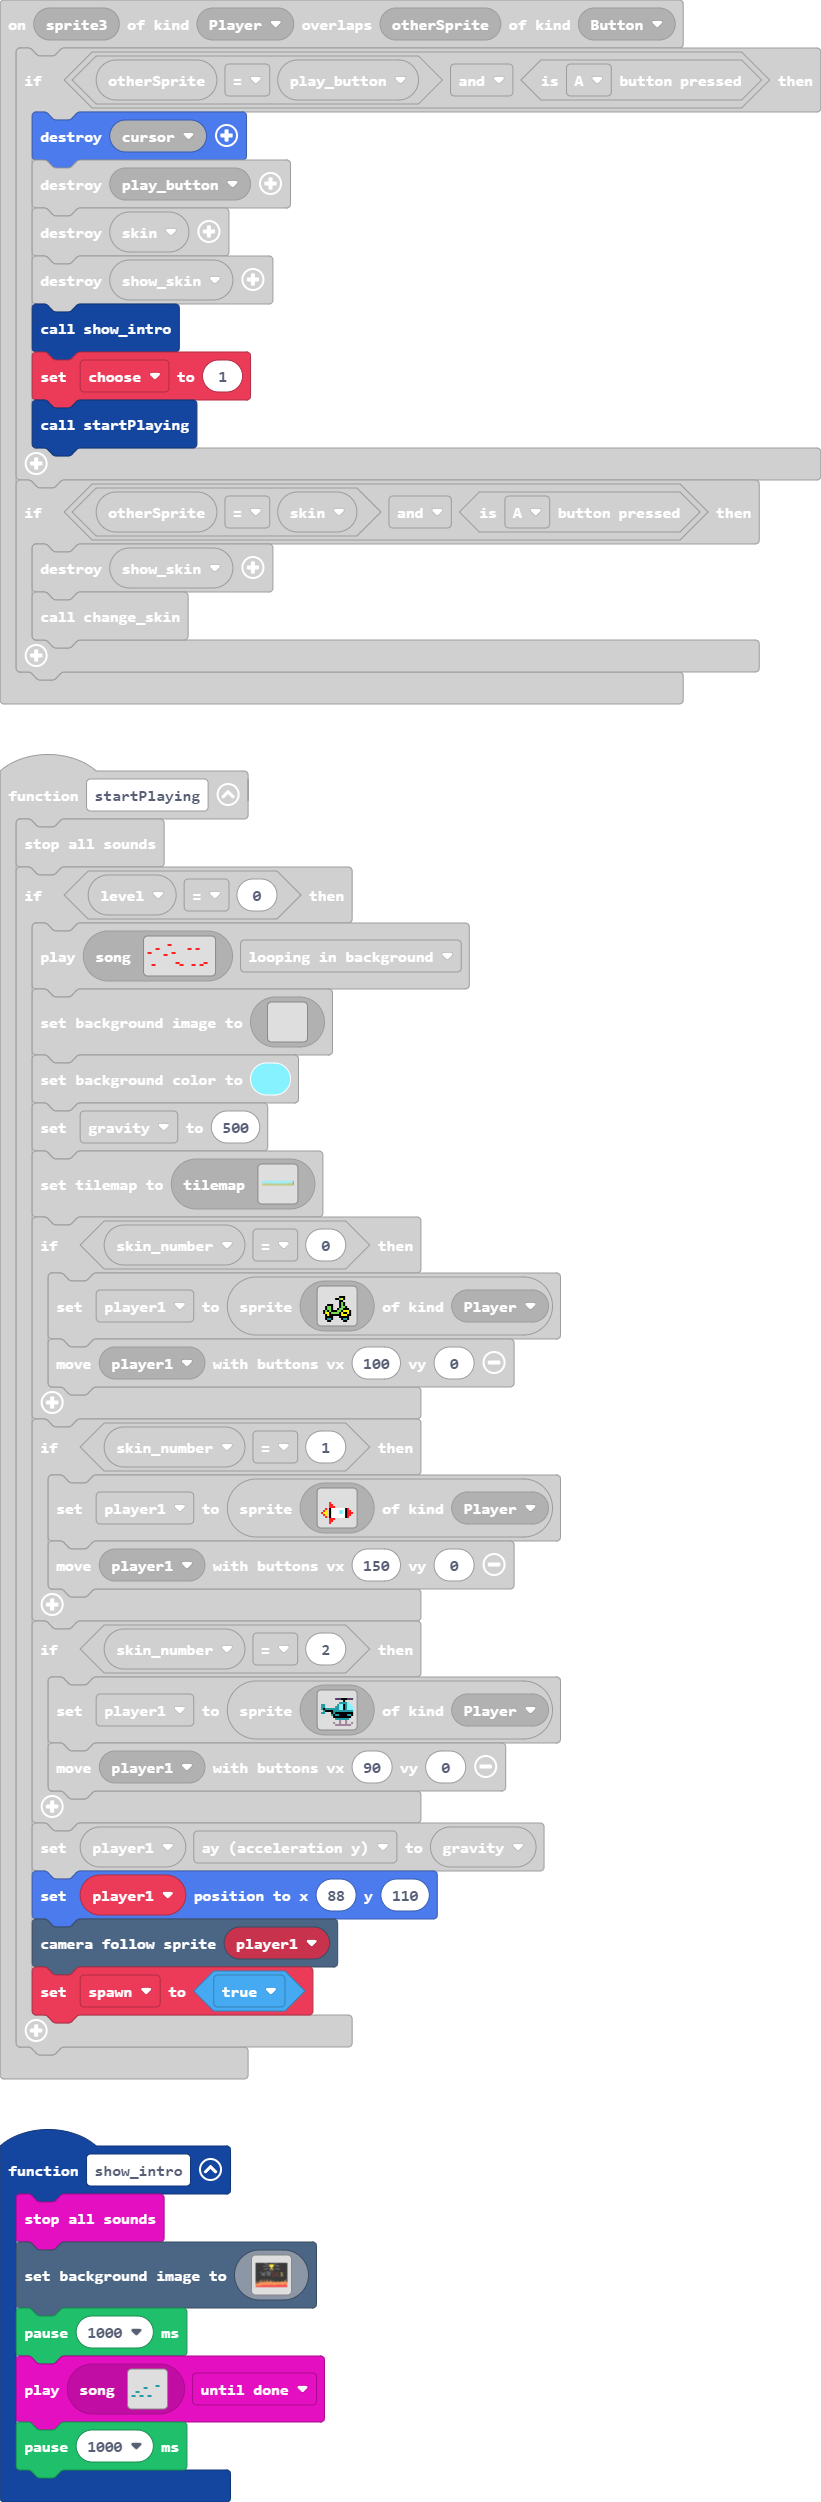 on sprite3 of kind Player overlaps otherSprite of kind Button
if otherSprite = play_button and is A button pressed then
destroy cursor
destroy play_button
destroy skin
destroy show_skin
call show_intro
set choose to 1
call startPlaying
if otherSprite = skin and is A button pressed then
destroy show_skin
call change_skin
function startPlaying
stop all sounds
if level = 0 then
play song looping in background
set background image to
set background color to
set gravity to 500
set tilemap to tilemap
if skin_number = 0 then
set player1 to sprite of kind Player
move player1 with buttons vx 100 vy 0
if skin_number = 1 then
set player1 to sprite of kind Player
move player1 with buttons vx 150 vy 0
if skin_number = 2 then
set player1 to sprite of kind Player
move player1 with buttons vx 90 vy 0
set player1 ay (acceleration y) to gravity
set player1 position to x 88 y 110
camera follow sprite player1
set spawn to true
function show_intro
stop all sounds
set background image to
pause 1000 ms
play song until done
pause 1000 ms